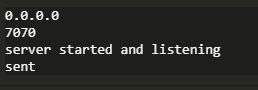 0.0.0.0
7070
server started and listening
sent